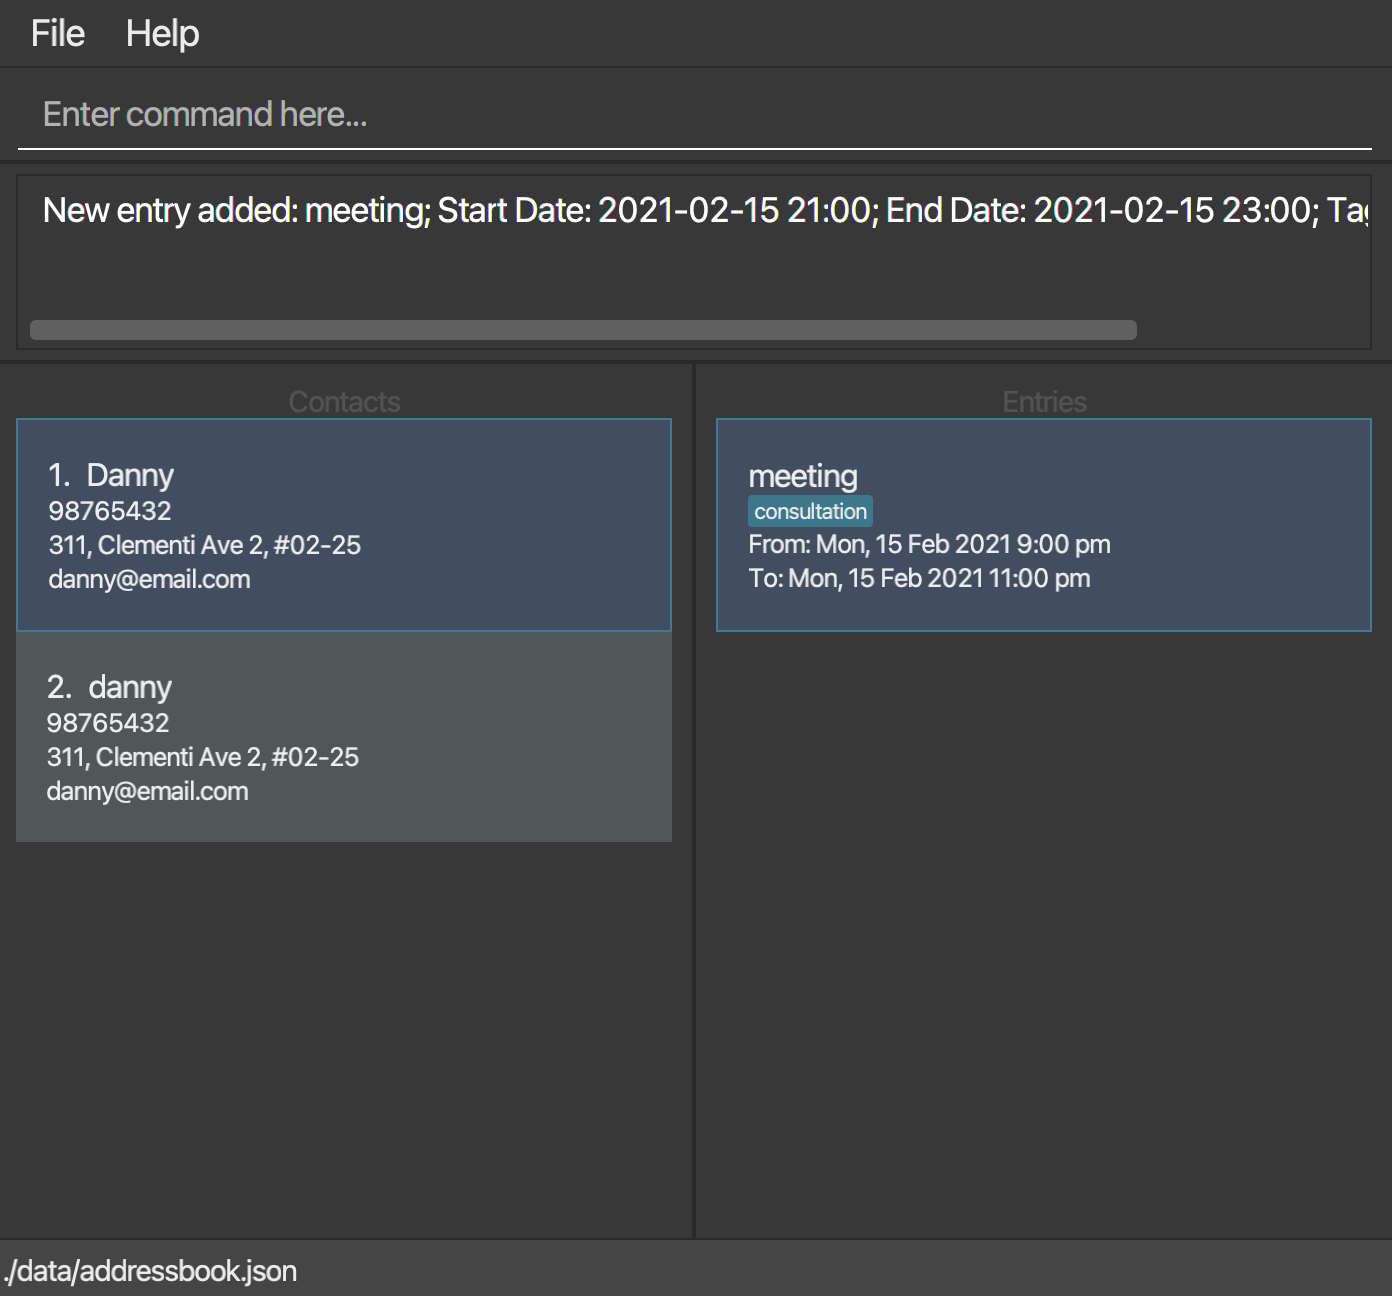 File Help
Enter command here...
New entry added: meeting; Start Date: 2021-02-15 21:00; End Date: 2021-02-15 23:00;
Contacts
1. Danny
98765432
311, Clementi Ave 2, #02-25
danny@email.com
2. danny
98765432
311, Clementi Ave 2, #02-25
danny@email.com
Entries
meeting
consultation
From: Mon, 15 Feb 2021 9:00 pm
To: Mon, 15 Feb 2021 11:00 pm
./data/addressbook.json